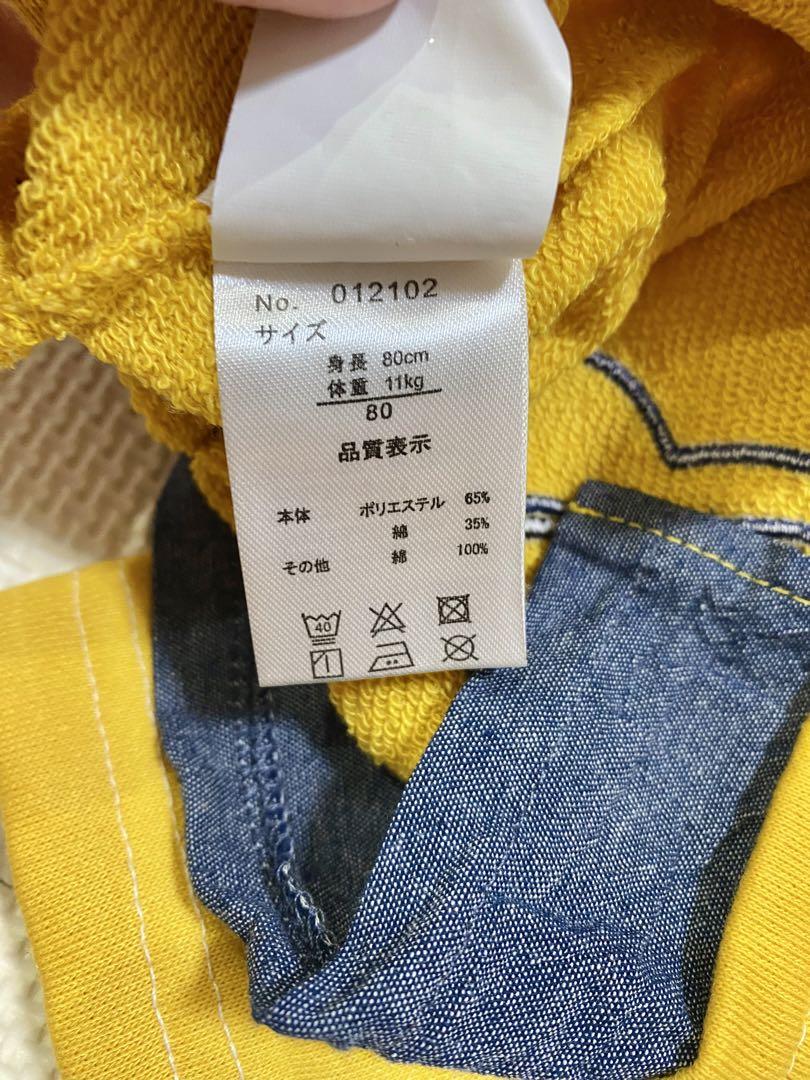 No. 012102
サイズ
身長 80cm
体重 11kg
80
品質表示
本体 ポリエステル 65%
綿 35%
その他 綿 100%
40